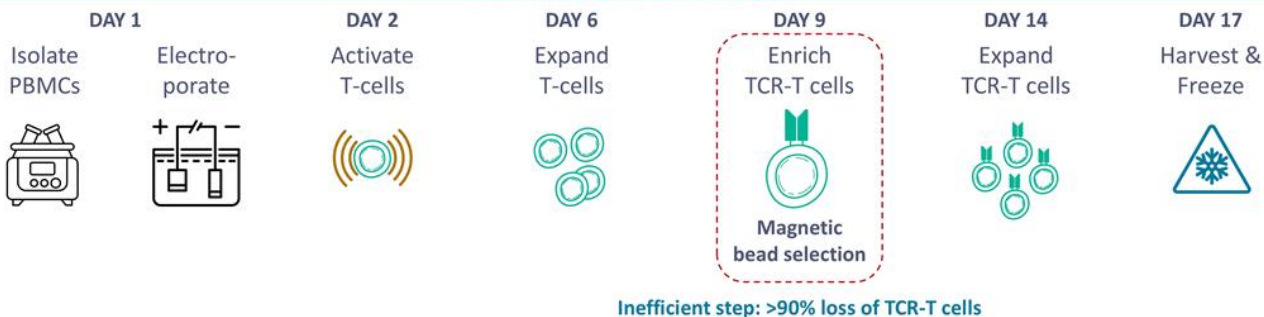 DAY 1
Isolate
PBMCs
Electro-
porate
+
−
DAY 2
Activate
T-cells
DAY 6
Expand
T-cells
DAY 9
Enrich
TCR-T cells
Magnetic
bead selection
DAY 14
Expand
TCR-T cells
DAY 17
Harvest &
Freeze
Inefficient step: >90% loss of TCR-T cells